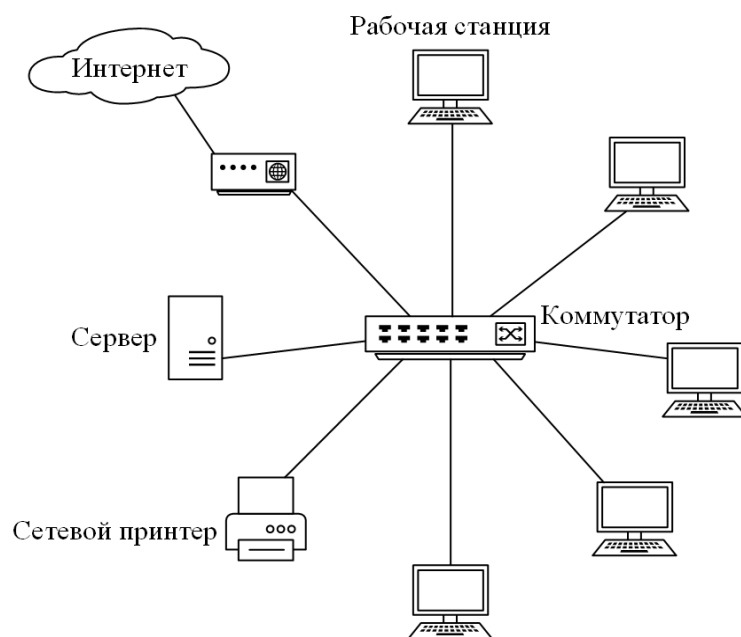 Рабочая станция
Интернет
Коммутатор
Сервер
Сетевой принтер